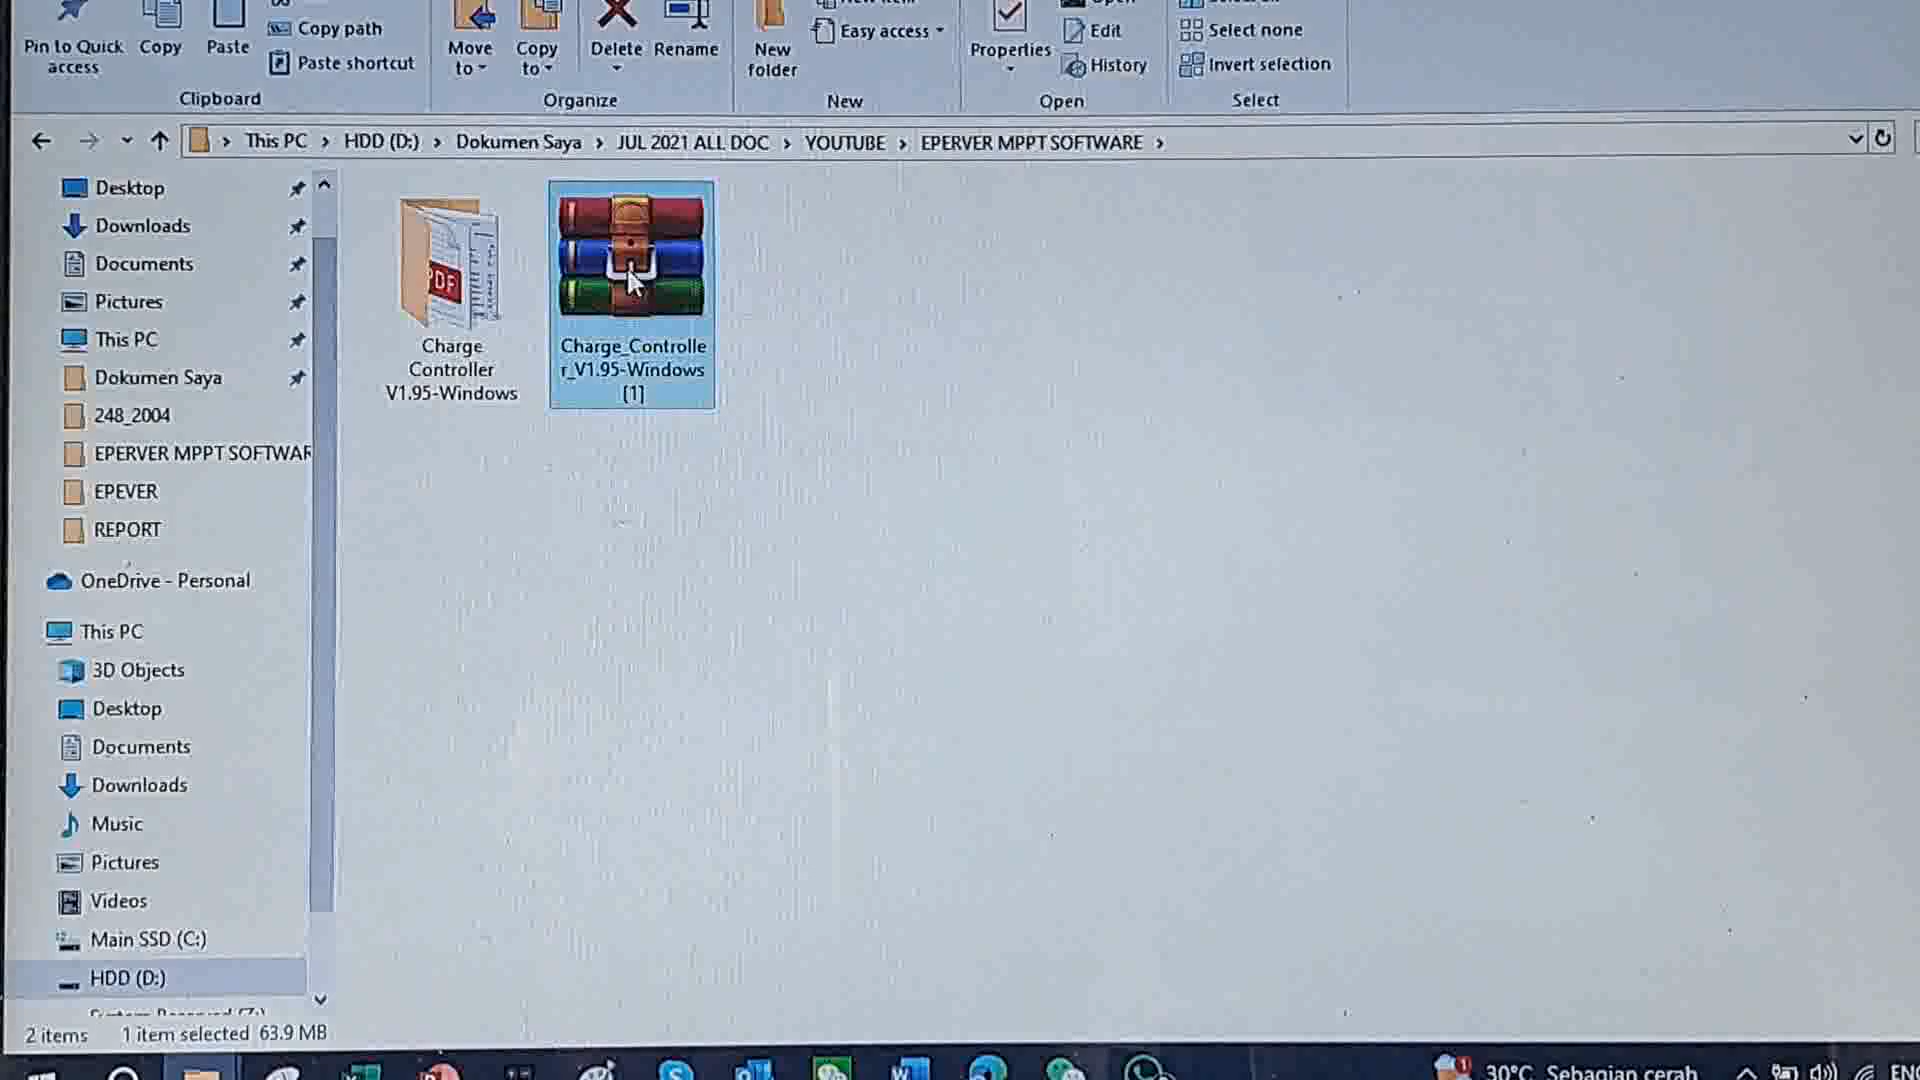 Pin to Quick access
Copy
Paste
Copy path
Paste shortcut
Clipboard
Move to
Copy to
Delete
Rename
Organize
New folder
Easy access
New
Properties
Open
Edit
History
Open
Select none
Invert selection
Select
This PC > HDD (D:) > Dokumen Saya > JUL 2021 ALL DOC > YOUTUBE > EPERVER MPPT SOFTWARE >
Desktop
Downloads
Documents
Pictures
This PC
Dokumen Saya
248_2004
EPERVER MPPT SOFTWAR
EPEVER
REPORT
OneDrive - Personal
This PC
3D Objects
Desktop
Documents
Downloads
Music
Pictures
Videos
Main SSD (C:)
HDD (D:)
PDF
Charge
Controller
V1.95-Windows
Charge_Controlle
r_V1.95-Windows
[1]
2 items 1 item selected 63.9 MB
1
30°C Sebagian cerah
ENG